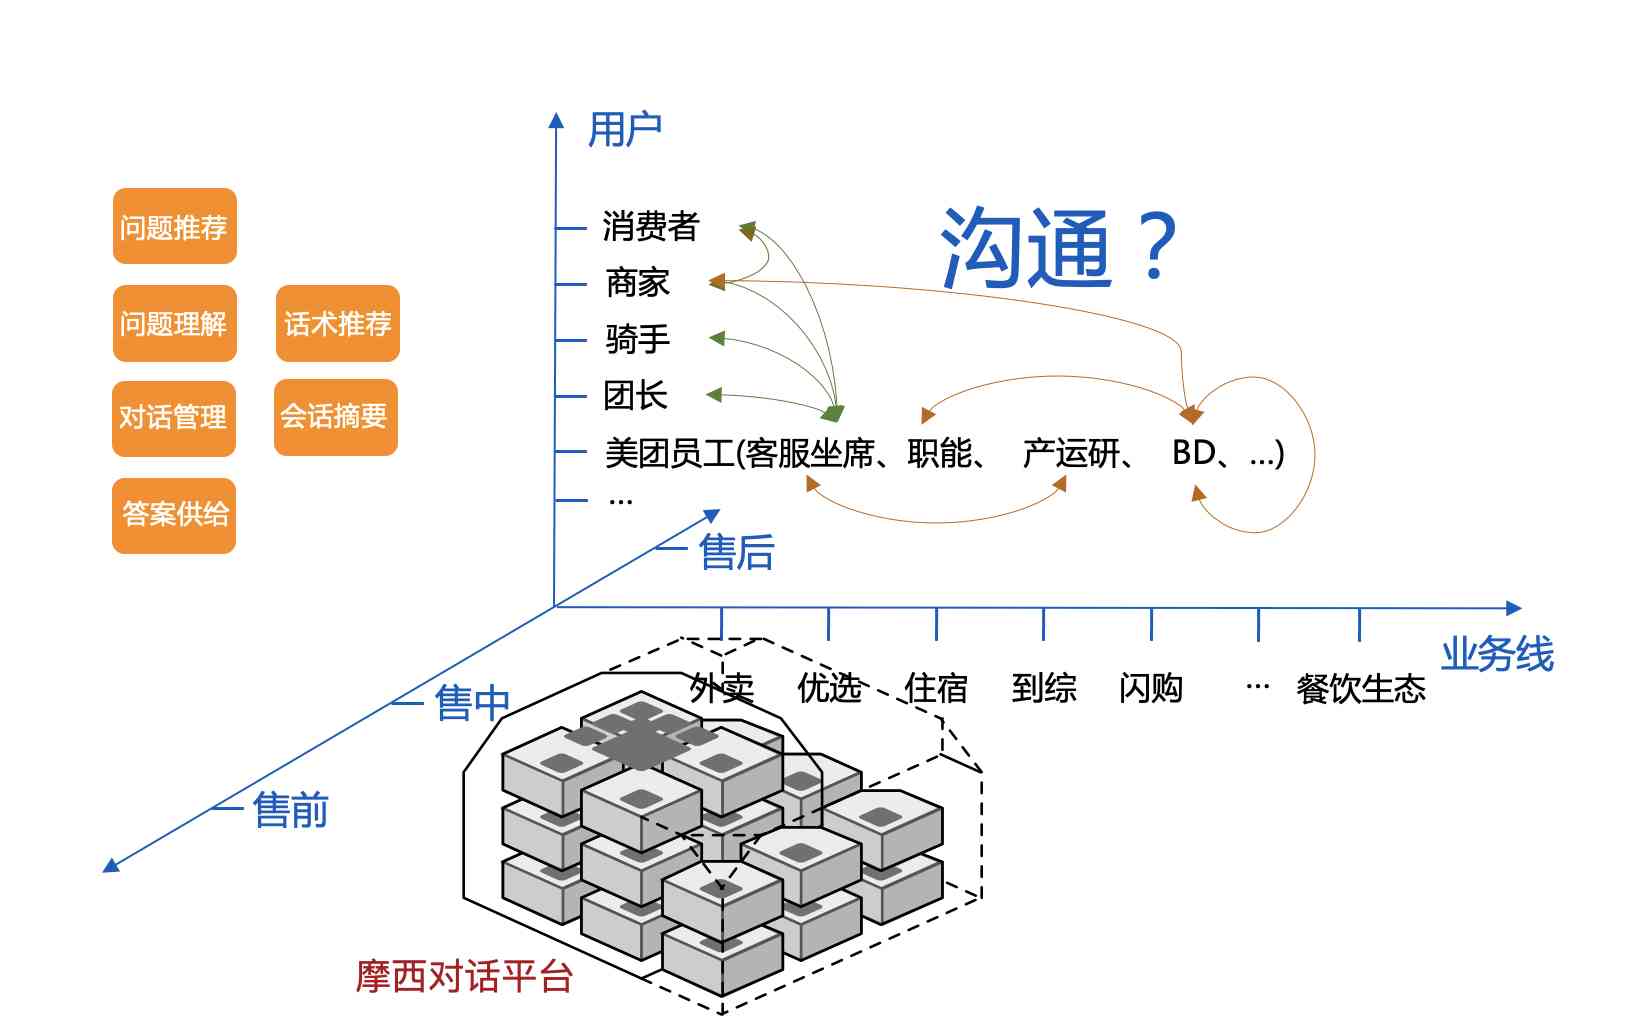 用户
沟通？
问题推荐
问题理解
话术推荐
对话管理
会话摘要
答案供给
消费者
商家
骑手
团长
美团员工(客服坐席、职能、 产运研、 BD、...)
...
售后
售中
售前
业务线
外卖 优选 住宿 到综 闪购 ... 餐饮生态
摩西对话平台